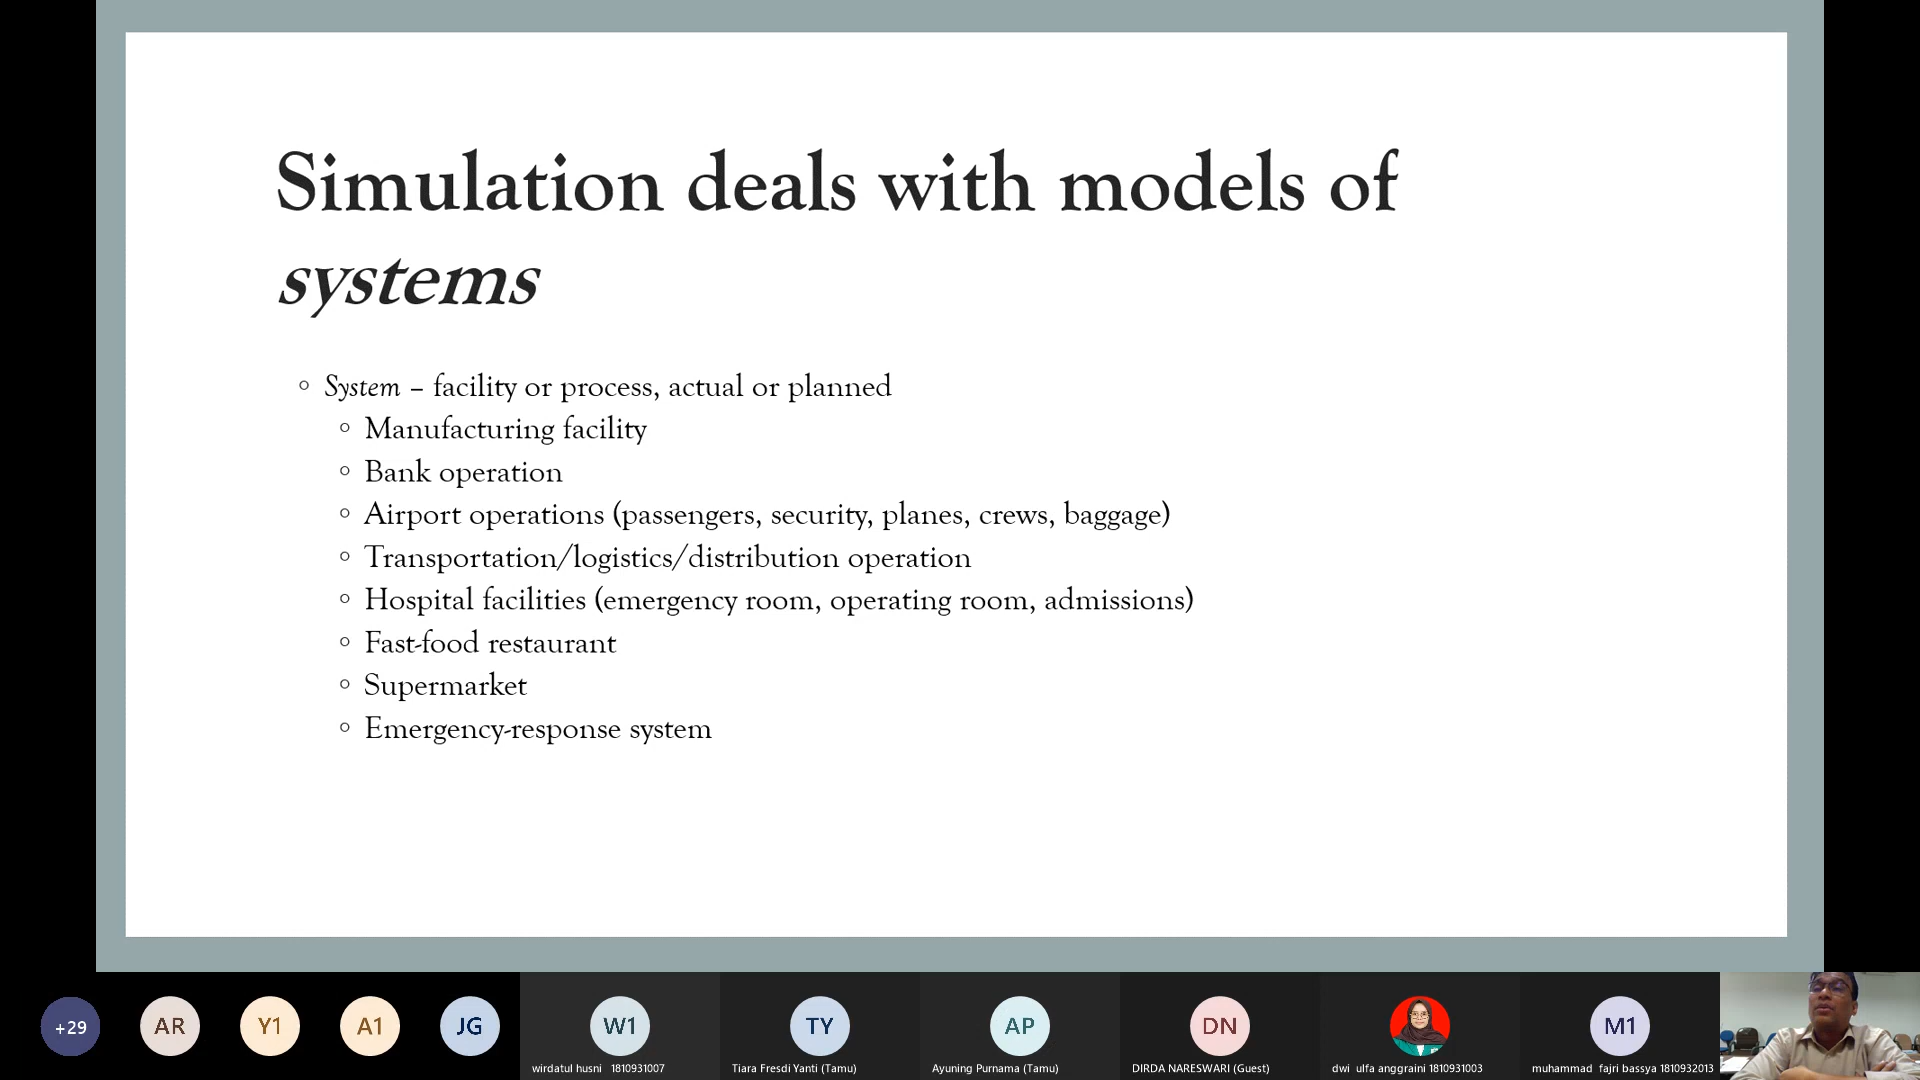 Simulation deals with models of
systems
System – facility or process, actual or planned
Manufacturing facility
Bank operation
Airport operations (passengers, security, planes, crews, baggage)
Transportation/logistics/distribution operation
Hospital facilities (emergency room, operating room, admissions)
Fast-food restaurant
Supermarket
Emergency-response system
+29
AR
Y1
A1
JG
W1
TY
AP
DN
M1
wirdatul husni 1810931007
Tiara Fresdi Yanti (Tamu)
Ayuning Purnama (Tamu)
DIRDA NARESWARI (Guest)
dwi ulfa anggraini 1810931003
muhammad fajri bassya 1810932013